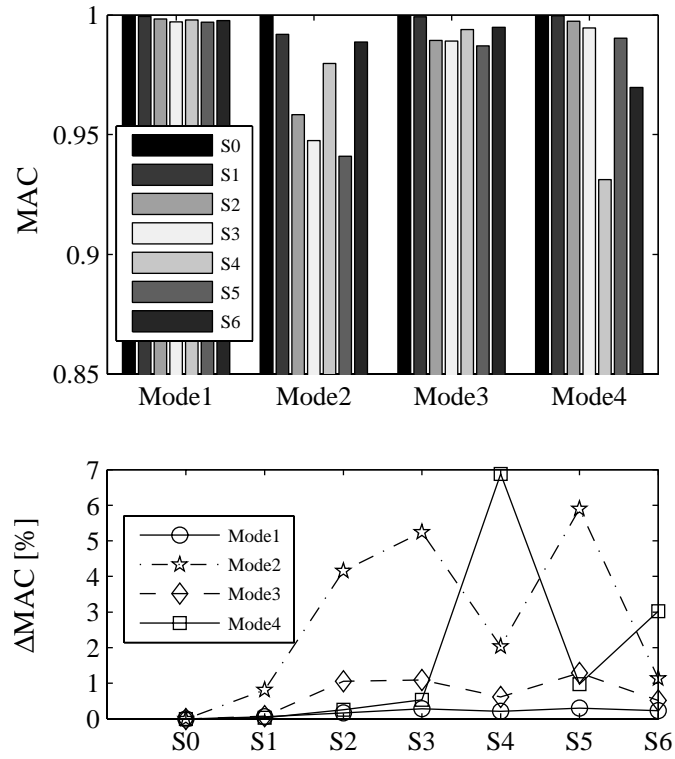 1
0.95
0.9
0.85
MAC
S0
S1
S2
S3
S4
S5
S6
Mode1 Mode2 Mode3 Mode4
7
6
5
4
3
2
1
0
ΔMAC [%]
Mode1
Mode2
Mode3
Mode4
S0 S1 S2 S3 S4 S5 S6